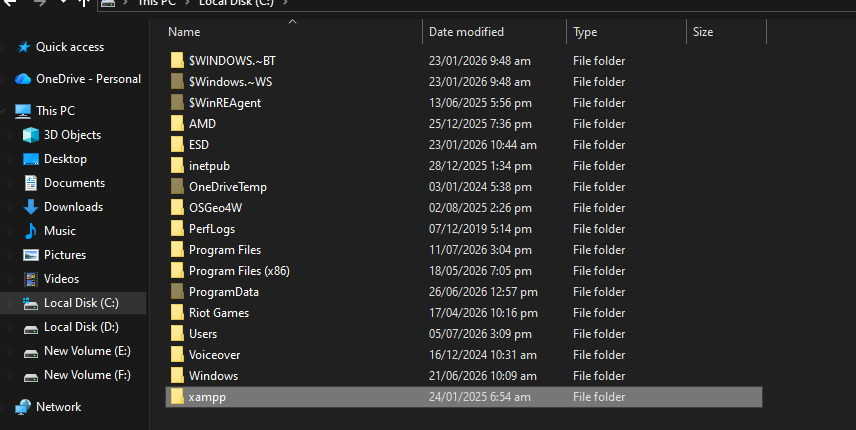 This PC > Local Disk (C:) >
Name Date modified Type Size
Quick access
OneDrive - Personal
This PC
3D Objects
Desktop
Documents
Downloads
Music
Pictures
Videos
Local Disk (C:)
Local Disk (D:)
New Volume (E:)
New Volume (F:)
Network
$WINDOWS.~BT 23/01/2026 9:48 am File folder
$Windows.~WS 23/01/2026 9:48 am File folder
$WinREAgent 13/06/2025 5:56 pm File folder
AMD 25/12/2025 7:36 pm File folder
ESD 23/01/2026 10:44 am File folder
inetpub 28/12/2025 1:34 pm File folder
OneDriveTemp 03/01/2024 5:38 pm File folder
OSGeo4W 02/08/2025 2:26 pm File folder
PerfLogs 07/12/2019 5:14 pm File folder
Program Files 11/07/2026 3:04 pm File folder
Program Files (x86) 18/05/2026 7:05 pm File folder
ProgramData 26/06/2026 12:57 pm File folder
Riot Games 17/04/2026 10:16 pm File folder
Users 05/07/2026 3:09 pm File folder
Voiceover 16/12/2024 10:31 am File folder
Windows 21/06/2026 10:09 am File folder
xampp 24/01/2025 6:54 am File folder